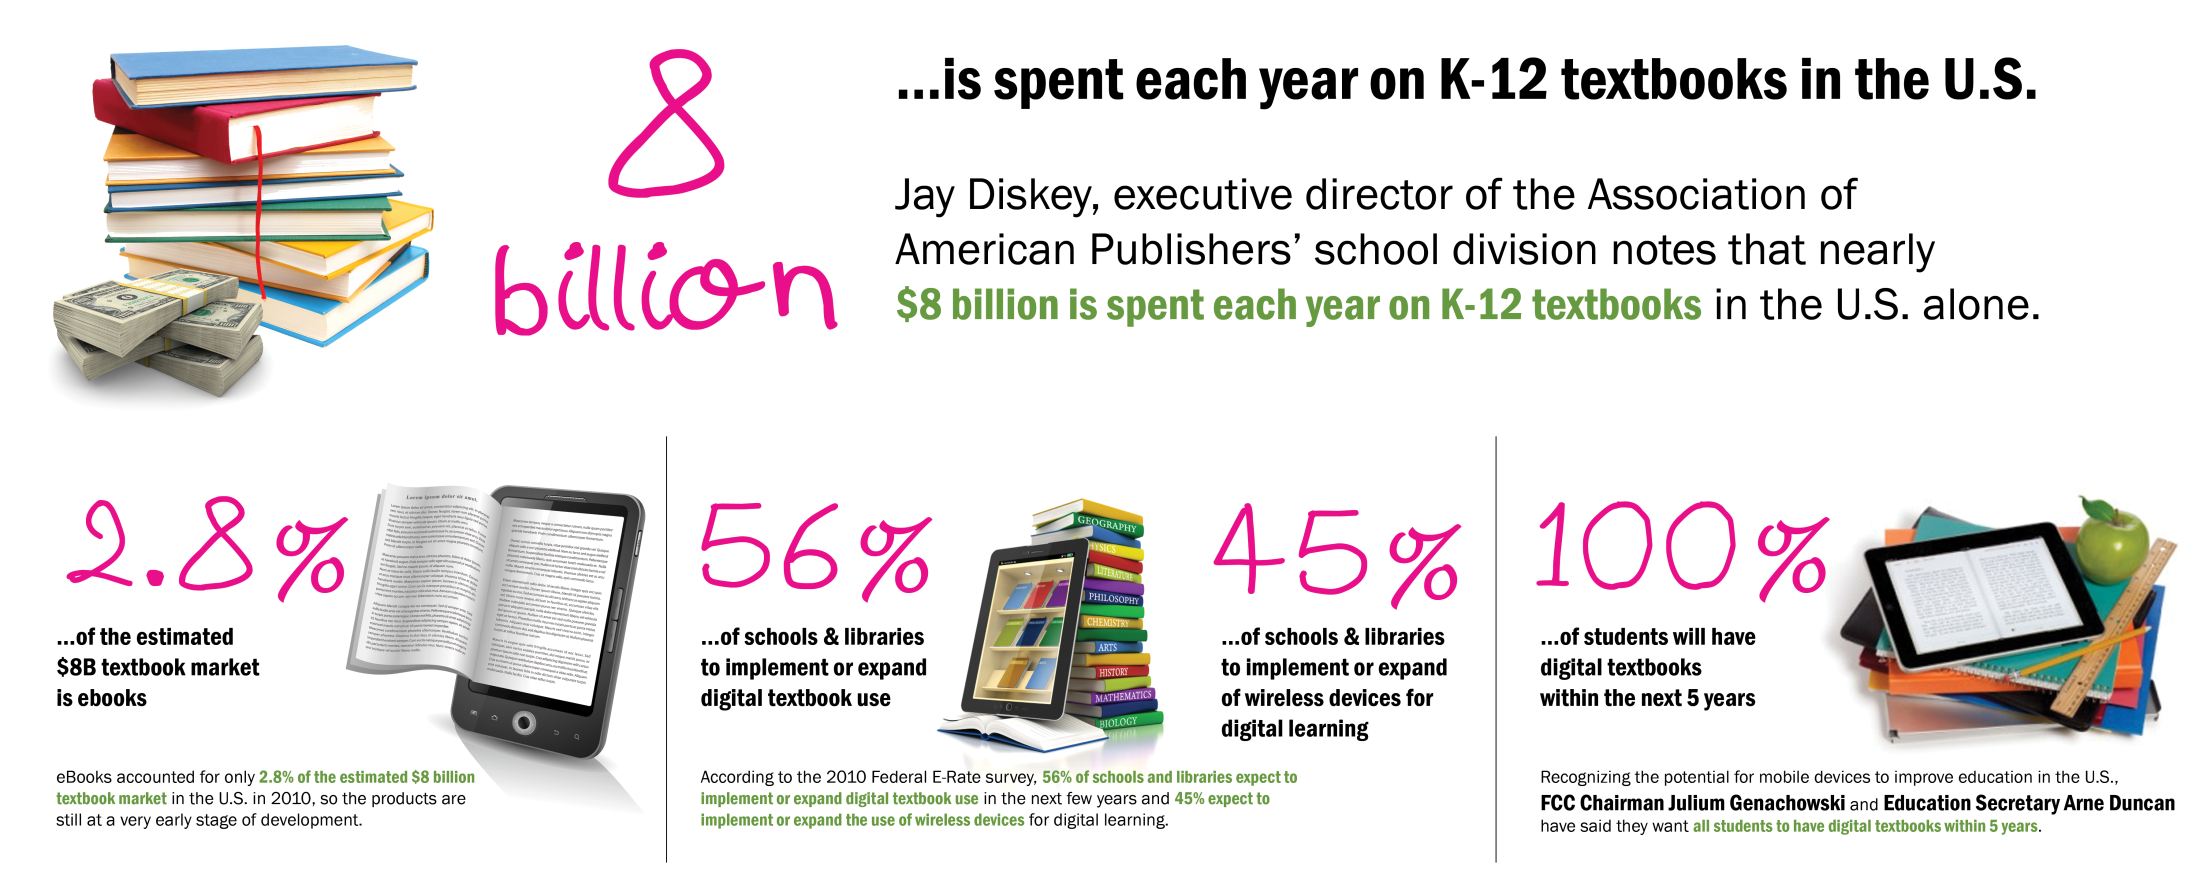 8
billion
...is spent each year on K-12 textbooks in the U.S.
Jay Diskey, executive director of the Association of
American Publishers' school division notes that nearly
$8 billion is spent each year on K-12 textbooks in the U.S. alone.
2.8%
...of the estimated
$8B textbook market
is ebooks
Lorem ipsum dolor sit amet,
eBooks accounted for only 2.8% of the estimated $8 billion
textbook market in the U.S. in 2010, so the products are
still at a very early stage of development.
56%
...of schools & libraries
to implement or expand
digital textbook use
GEOGRAPHY
PHYSICS
LITERATURE
PHILOSOPHY
CHEMISTRY
ARTS
HISTORY
MATHEMATICS
BIOLOGY
45%
...of schools & libraries
to implement or expand
of wireless devices for
digital learning
According to the 2010 Federal E-Rate survey, 56% of schools and libraries expect to
implement or expand digital textbook use in the next few years and 45% expect to
implement or expand the use of wireless devices for digital learning.
100%
...of students will have
digital textbooks
within the next 5 years
Recognizing the potential for mobile devices to improve education in the U.S.,
FCC Chairman Julium Genachowski and Education Secretary Arne Duncan
have said they want all students to have digital textbooks within 5 years.